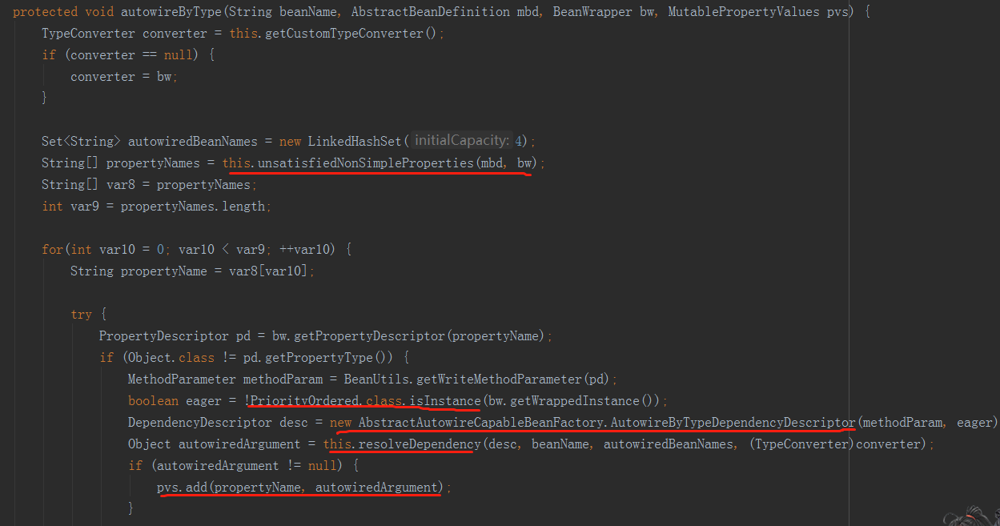 protected void autowireByType(String beanName, AbstractBeanDefinition mbd, BeanWrapper bw, MutablePropertyValues pvs) {
TypeConverter converter = this.getCustomTypeConverter();
if (converter == null) {
converter = bw;
}
Set<String> autowiredBeanNames = new LinkedHashSet( initialCapacity: 4);
String[] propertyNames = this.unsatisfiedNonSimpleProperties(mbd, bw);
String[] var8 = propertyNames;
int var9 = propertyNames.length;
for(int var10 = 0; var10 < var9; ++var10) {
String propertyName = var8[var10];
try {
PropertyDescriptor pd = bw.getPropertyDescriptor(propertyName);
if (Object.class != pd.getPropertyType()) {
MethodParameter methodParam = BeanUtils.getWriteMethodParameter(pd);
boolean eager = !PriorityOrdered.class.isInstance(bw.getWrappedInstance());
DependencyDescriptor desc = new AbstractAutowireCapableBeanFactory.AutowireByTypeDependencyDescriptor(methodParam, eager)
Object autowiredArgument = this.resolveDependency(desc, beanName, autowiredBeanNames, (TypeConverter)converter);
if (autowiredArgument != null) {
pvs.add(propertyName, autowiredArgument);
}